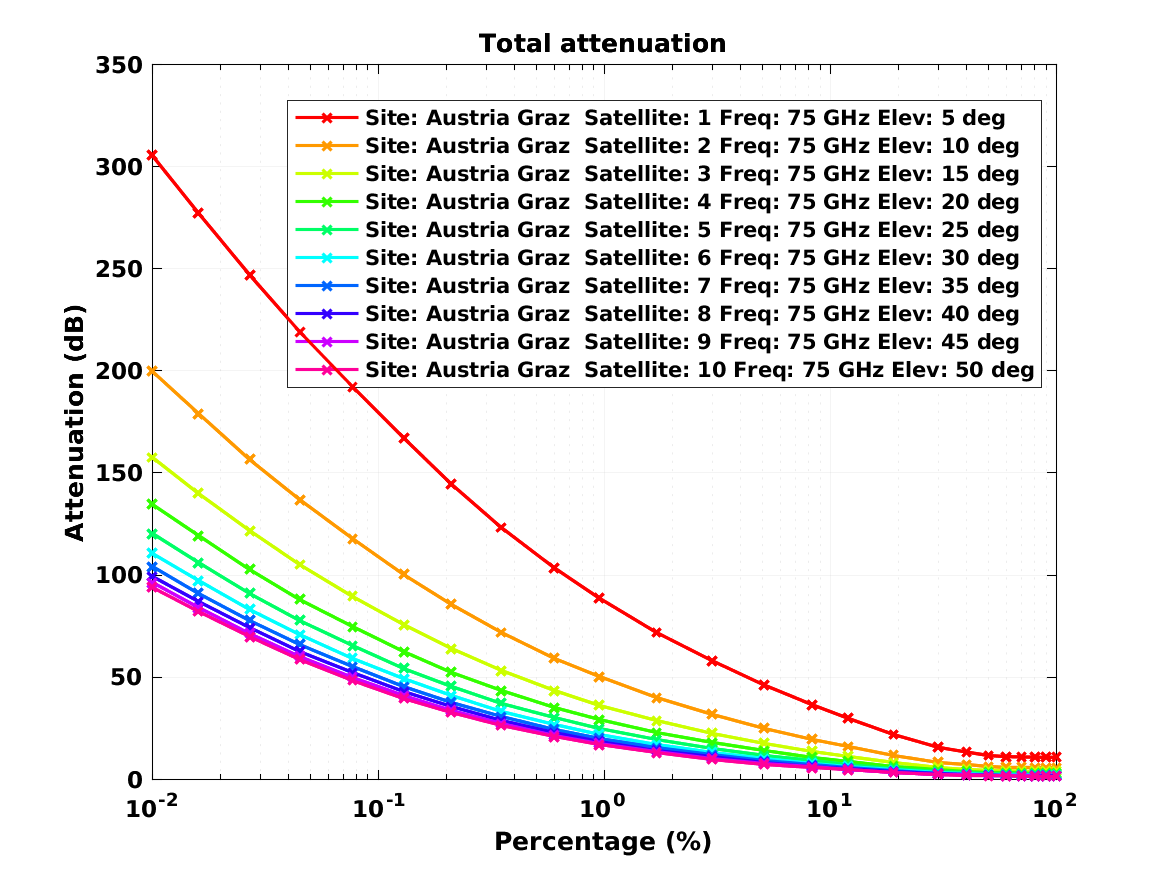 Total attenuation
350
300
250
200
150
100
50
0
Attenuation (dB)
Site: Austria Graz  Satellite: 1 Freq: 75 GHz Elev: 5 deg
Site: Austria Graz  Satellite: 2 Freq: 75 GHz Elev: 10 deg
Site: Austria Graz  Satellite: 3 Freq: 75 GHz Elev: 15 deg
Site: Austria Graz  Satellite: 4 Freq: 75 GHz Elev: 20 deg
Site: Austria Graz  Satellite: 5 Freq: 75 GHz Elev: 25 deg
Site: Austria Graz  Satellite: 6 Freq: 75 GHz Elev: 30 deg
Site: Austria Graz  Satellite: 7 Freq: 75 GHz Elev: 35 deg
Site: Austria Graz  Satellite: 8 Freq: 75 GHz Elev: 40 deg
Site: Austria Graz  Satellite: 9 Freq: 75 GHz Elev: 45 deg
Site: Austria Graz  Satellite: 10 Freq: 75 GHz Elev: 50 deg
10^-2 10^-1 10^0 10^1 10^2
Percentage (%)